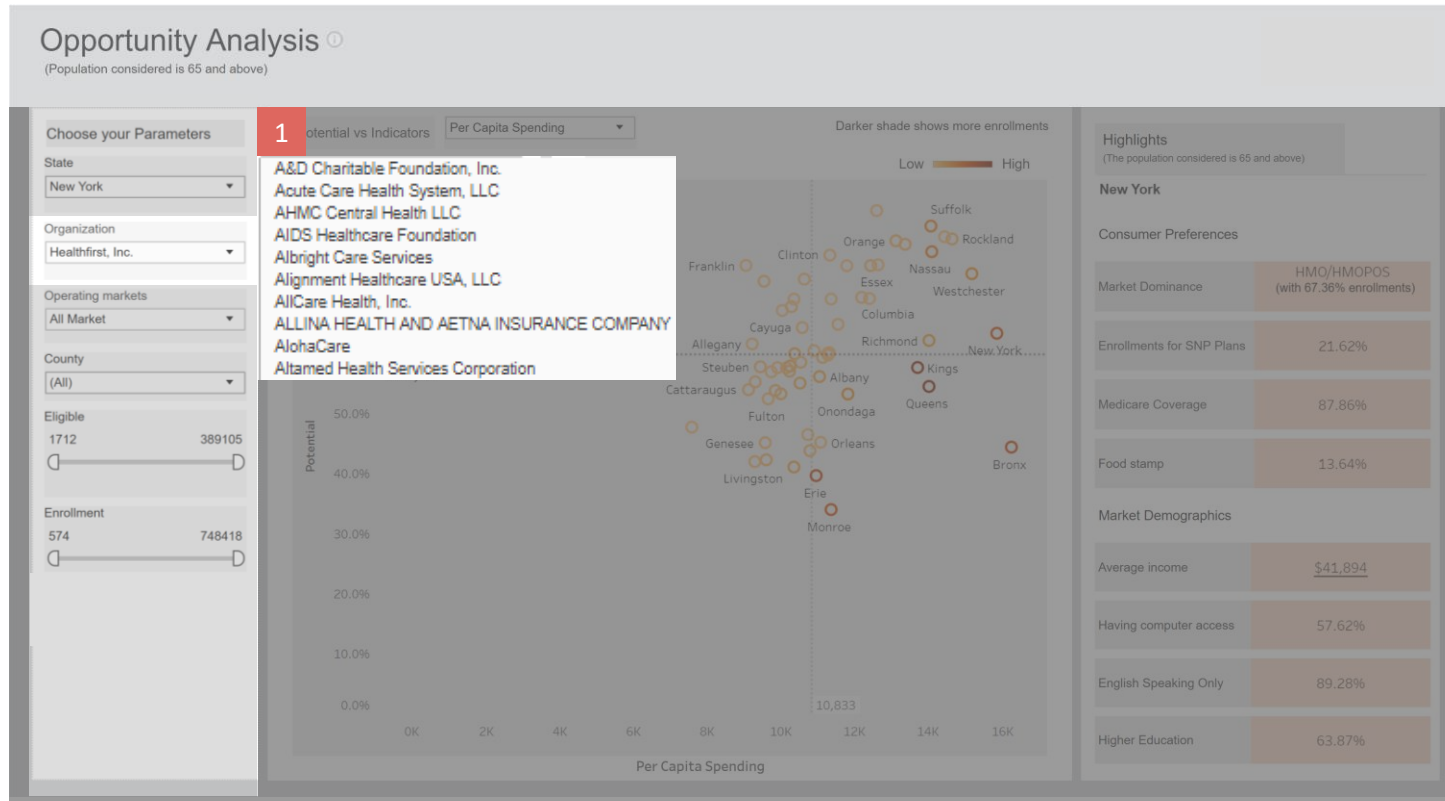 Opportunity Analysis
(Population considered is 65 and above)
Choose your Parameters
State
New York
Organization
Healthfirst, Inc.
Operating markets
All Market
County
(All)
Eligible
1712 389105
Enrollment
574 748418
1
otential vs Indicators
Per Capita Spending
Darker shade shows more enrollments
Low High
A&D Charitable Foundation, Inc.
Acute Care Health System, LLC
AHMC Central Health LLC
AIDS Healthcare Foundation
Albright Care Services
Alignment Healthcare USA, LLC
AllCare Health, Inc.
ALLINA HEALTH AND AETNA INSURANCE COMPANY
AlohaCare
Altamed Health Services Corporation
Suffolk
Orange
Rockland
Clinton
Franklin
Nassau
Essex
Westchester
Columbia
Cayuga
Allegany
Richmond
New York
Steuben
Kings
Albany
Cattaraugus
Queens
Fulton
Onondaga
Genesee
Orleans
Bronx
Livingston
Erie
Monroe
Potential
50.0%
40.0%
30.0%
20.0%
10.0%
0.0%
10,833
0K 2K 4K 6K 8K 10K 12K 14K 16K
Per Capita Spending
Highlights
(The population considered is 65 and above)
New York
Consumer Preferences
Market Dominance
HMO/HMOPOS
(with 67.36% enrollments)
Enrollments for SNP Plans 21.62%
Medicare Coverage 87.86%
Food stamp 13.64%
Market Demographics
Average income $41,894
Having computer access 57.62%
English Speaking Only 89.28%
Higher Education 63.87%